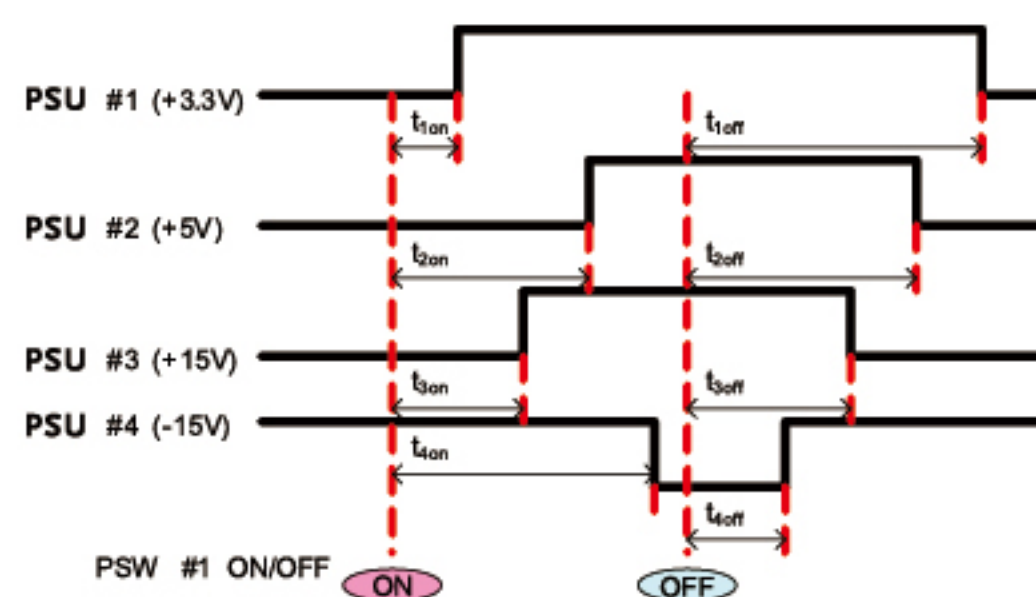 PSU #1 (+3.3V)
t1on t1off
PSU #2 (+5V)
t2on t2off
PSU #3 (+15V)
t3on t3off
PSU #4 (-15V)
t4on
t4off
PSW #1 ON/OFF
ON OFF